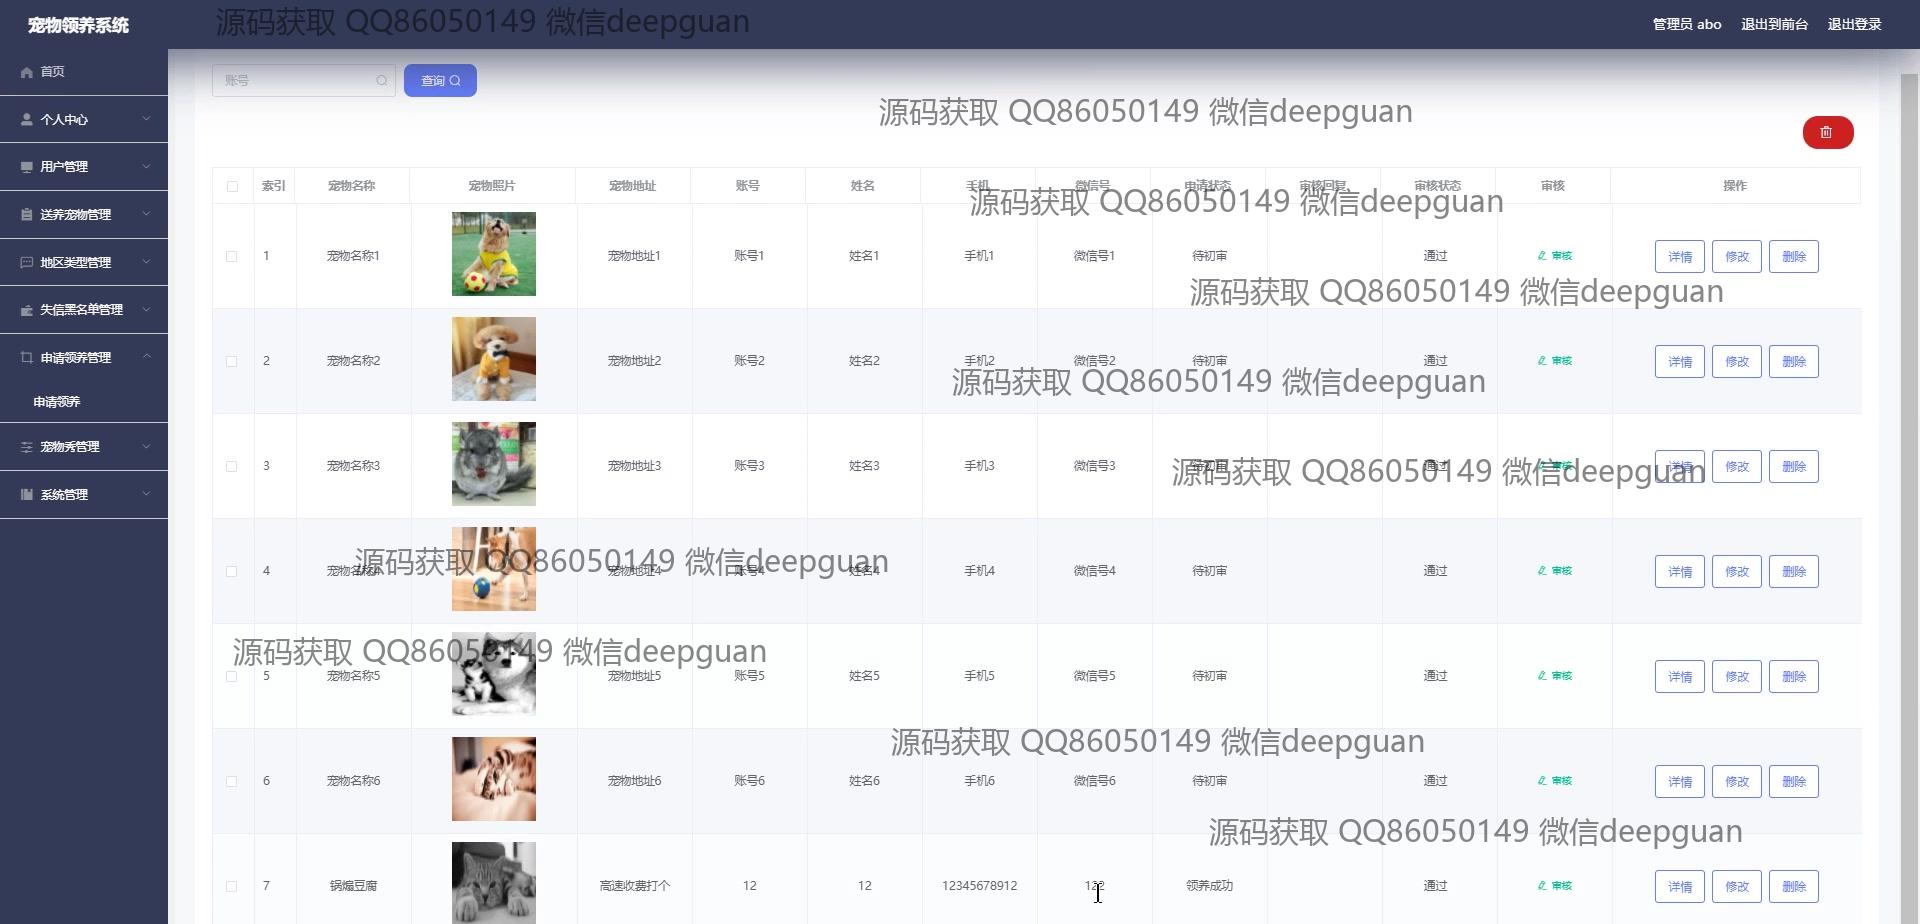 宠物领养系统
源码获取 QQ86050149 微信deepguan
管理员 abo 退出到前台 退出登录
首页
个人中心
用户管理
送养宠物管理
地区类型管理
失信黑名单管理
申请领养管理
申请领养
宠物秀管理
系统管理
账号 查询
源码获取 QQ86050149 微信deepguan
索引 宠物名称 宠物照片 宠物地址 账号 姓名 手机 微信号 申请状态 审核回复 审核状态 审核 操作
源码获取 QQ86050149 微信deepguan
1 宠物名称1 宠物地址1 账号1 姓名1 手机1 微信号1 待初审 通过 审核 详情 修改 删除
源码获取 QQ86050149 微信deepguan
2 宠物名称2 宠物地址2 账号2 姓名2 手机2 微信号2 待初审 通过 审核 详情 修改 删除
源码获取 QQ86050149 微信deepguan
3 宠物名称3 宠物地址3 账号3 姓名3 手机3 微信号3 待初审 通过 审核 详情 修改 删除
源码获取 QQ86050149 微信deepguan
4 宠物名称4 宠物地址4 账号4 姓名4 手机4 微信号4 待初审 通过 审核 详情 修改 删除
源码获取 QQ86050149 微信deepguan
5 宠物名称5 宠物地址5 账号5 姓名5 手机5 微信号5 待初审 通过 审核 详情 修改 删除
源码获取 QQ86050149 微信deepguan
源码获取 QQ86050149 微信deepguan
6 宠物名称6 宠物地址6 账号6 姓名6 手机6 微信号6 待初审 通过 审核 详情 修改 删除
源码获取 QQ86050149 微信deepguan
7 锅煸豆腐 高速收费打个 12 12 12345678912 领养成功 通过 审核 详情 修改 删除